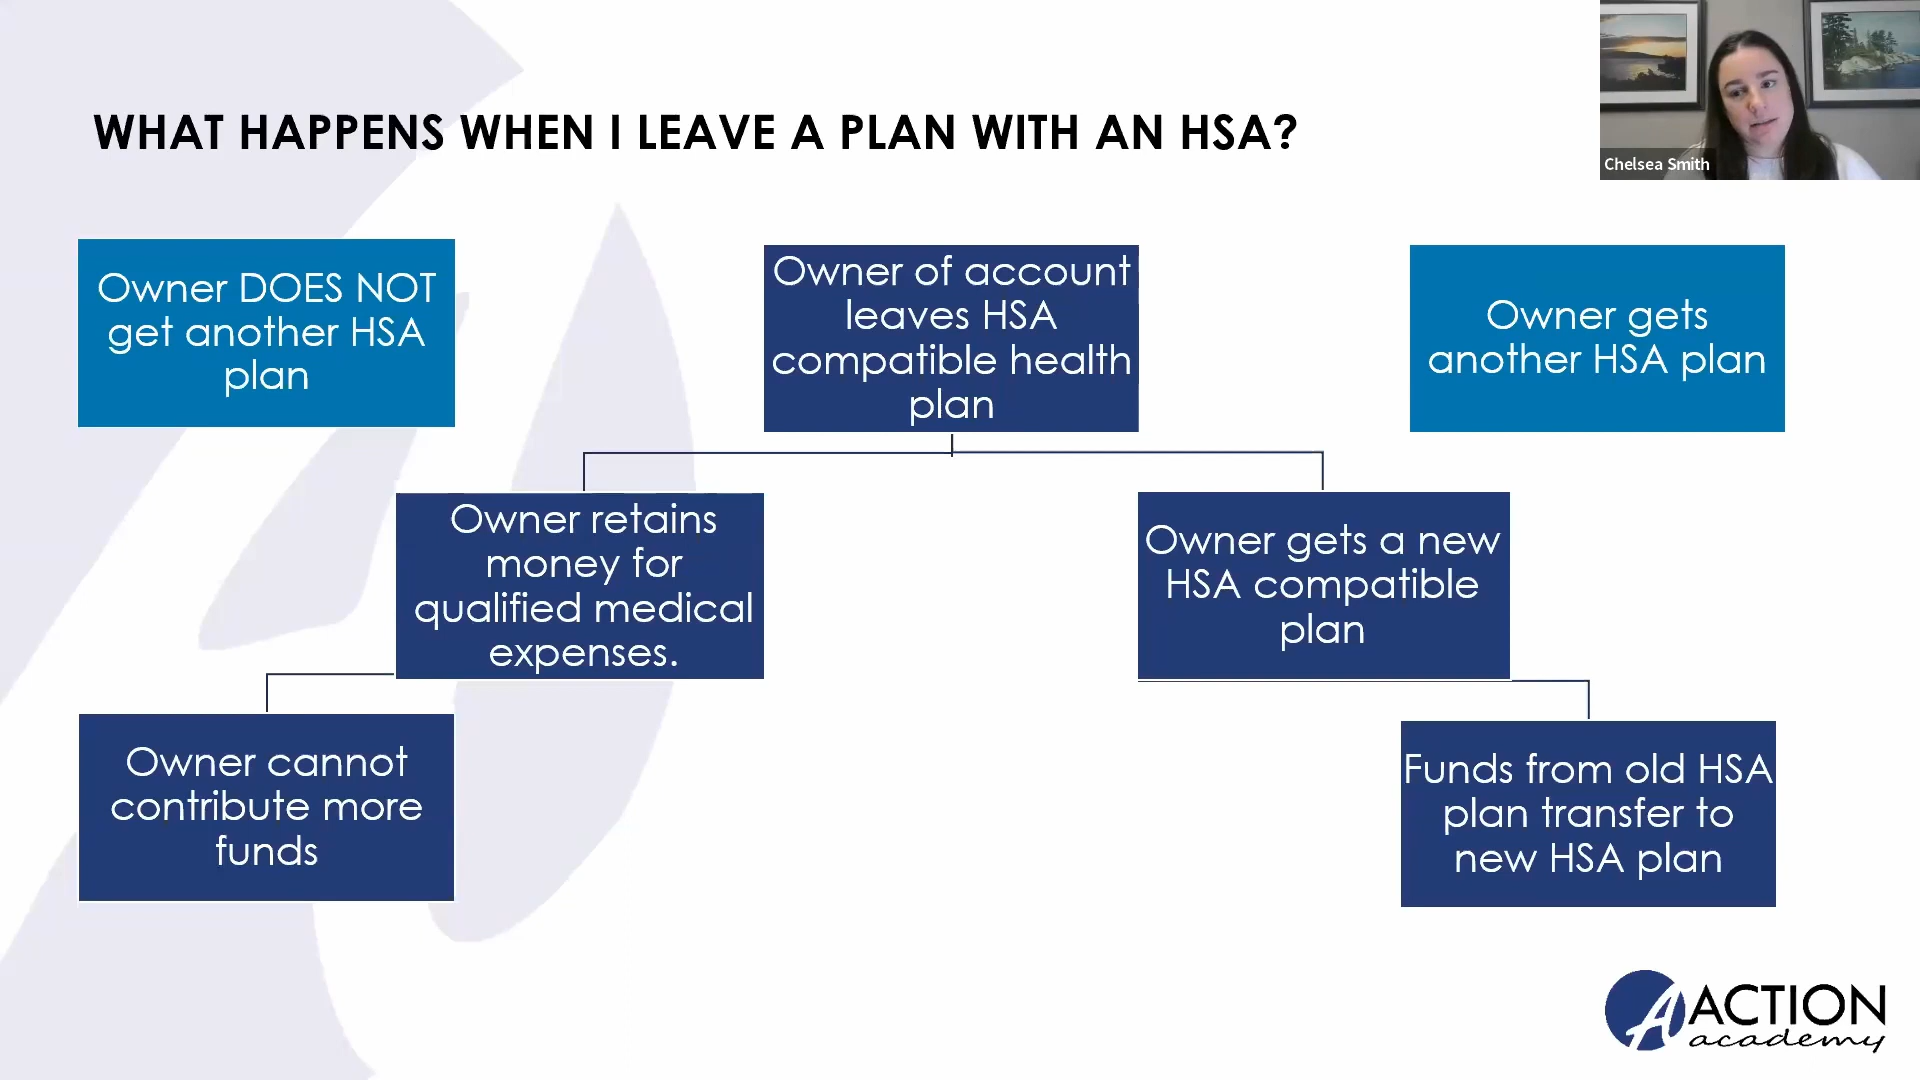 WHAT HAPPENS WHEN I LEAVE A PLAN WITH AN HSA?
Chelsea Smith
Owner DOES NOT
get another HSA
plan
Owner of account
leaves HSA
compatible health
plan
Owner gets
another HSA plan
Owner retains
money for
qualified medical
expenses.
Owner gets a new
HSA compatible
plan
Owner cannot
contribute more
funds
Funds from old HSA
plan transfer to
new HSA plan
A ACTION
academy